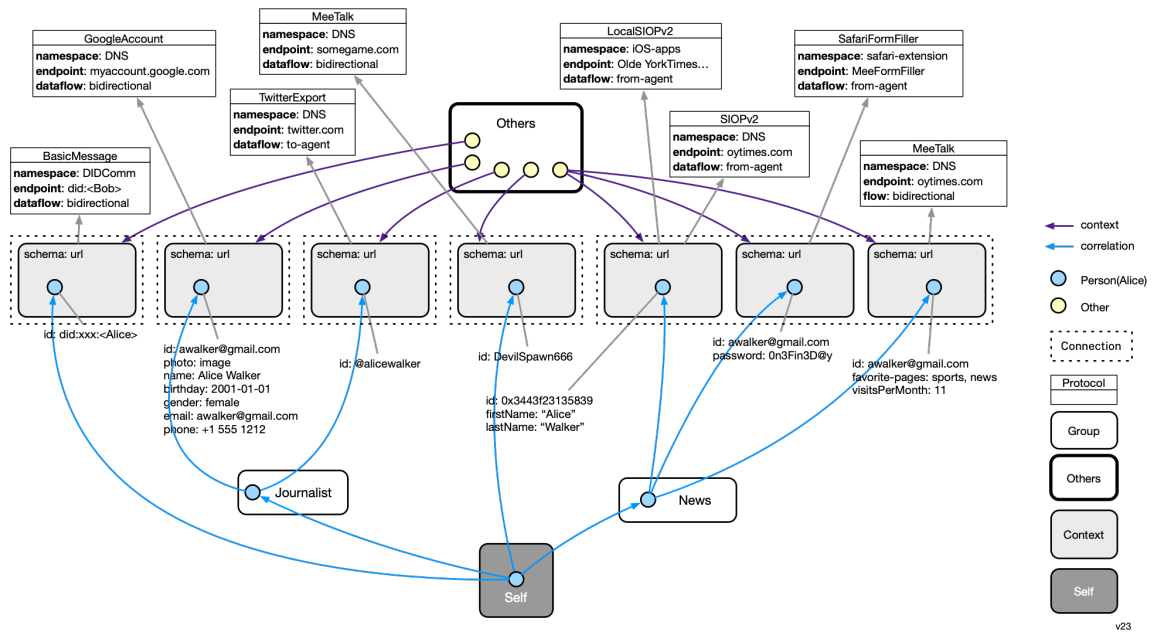 MeeTalk
namespace: DNS
endpoint: somegame.com
dataflow: bidirectional
GoogleAccount
namespace: DNS
endpoint: myaccount.google.com
dataflow: bidirectional
LocalSIOPv2
namespace: iOS-apps
endpoint: Olde YorkTimes...
dataflow: from-agent
SafariFormFiller
namespace: safari-extension
endpoint: MeeFormFiller
dataflow: from-agent
TwitterExport
namespace: DNS
endpoint: twitter.com
dataflow: to-agent
Others
SIOPv2
namespace: DNS
endpoint: oytimes.com
dataflow: from-agent
BasicMessage
namespace: DIDComm
endpoint: did:<Bob>
dataflow: bidirectional
MeeTalk
namespace: DNS
endpoint: oytimes.com
flow: bidirectional
schema: url
schema: url
schema: url
schema: url
schema: url
schema: url
schema: url
id: did:xxx:<Alice>
id: awalker@gmail.com
photo: image
name: Alice Walker
birthday: 2001-01-01
gender: female
email: awalker@gmail.com
phone: +1 555 1212
id: @alicewalker
id: DevilSpawn666
id: 0x3443f23135839
firstName: “Alice”
lastName: “Walker”
id: awalker@gmail.com
password: 0n3Fin3D@y
id: awalker@gmail.com
favorite-pages: sports, news
visitsPerMonth: 11
Journalist
News
Self
context
correlation
Person(Alice)
Other
Connection
Protocol
Group
Others
Context
Self
v23